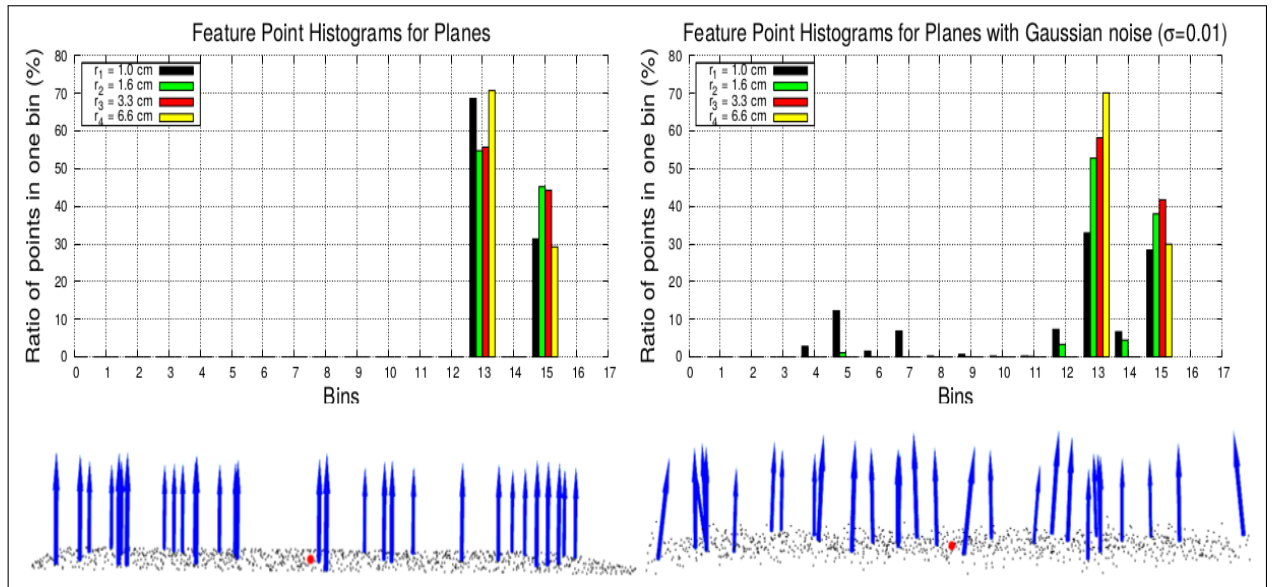 Feature Point Histograms for Planes
Ratio of points in one bin (%)
80
70
60
50
40
30
20
10
0
r1 = 1.0 cm
r2 = 1.6 cm
r3 = 3.3 cm
r4 = 6.6 cm
0 1 2 3 4 5 6 7 8 9 10 11 12 13 14 15 16 17
Bins
Feature Point Histograms for Planes with Gaussian noise (σ=0.01)
Ratio of points in one bin (%)
80
70
60
50
40
30
20
10
0
r1 = 1.0 cm
r2 = 1.6 cm
r3 = 3.3 cm
r4 = 6.6 cm
0 1 2 3 4 5 6 7 8 9 10 11 12 13 14 15 16 17
Bins